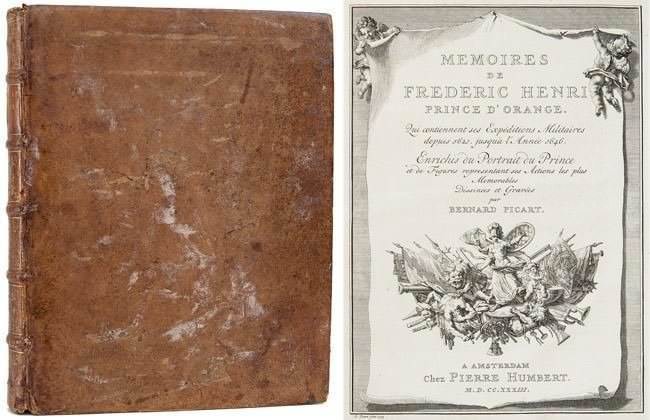 MEMOIRES
DE
FREDERIC HENRI
PRINCE D'ORANGE.
Qui contiennent ses Expéditions Militaires
depuis 1621. jusqu'à l'Année 1646.
Enrichis du Portrait du Prince
et de Figures representant ses Actions les plus
Memorables
Dessinées et Gravées
par
BERNARD PICART.
A AMSTERDAM
Chez PIERRE HUMBERT.
M.D.CC.XXXIII.